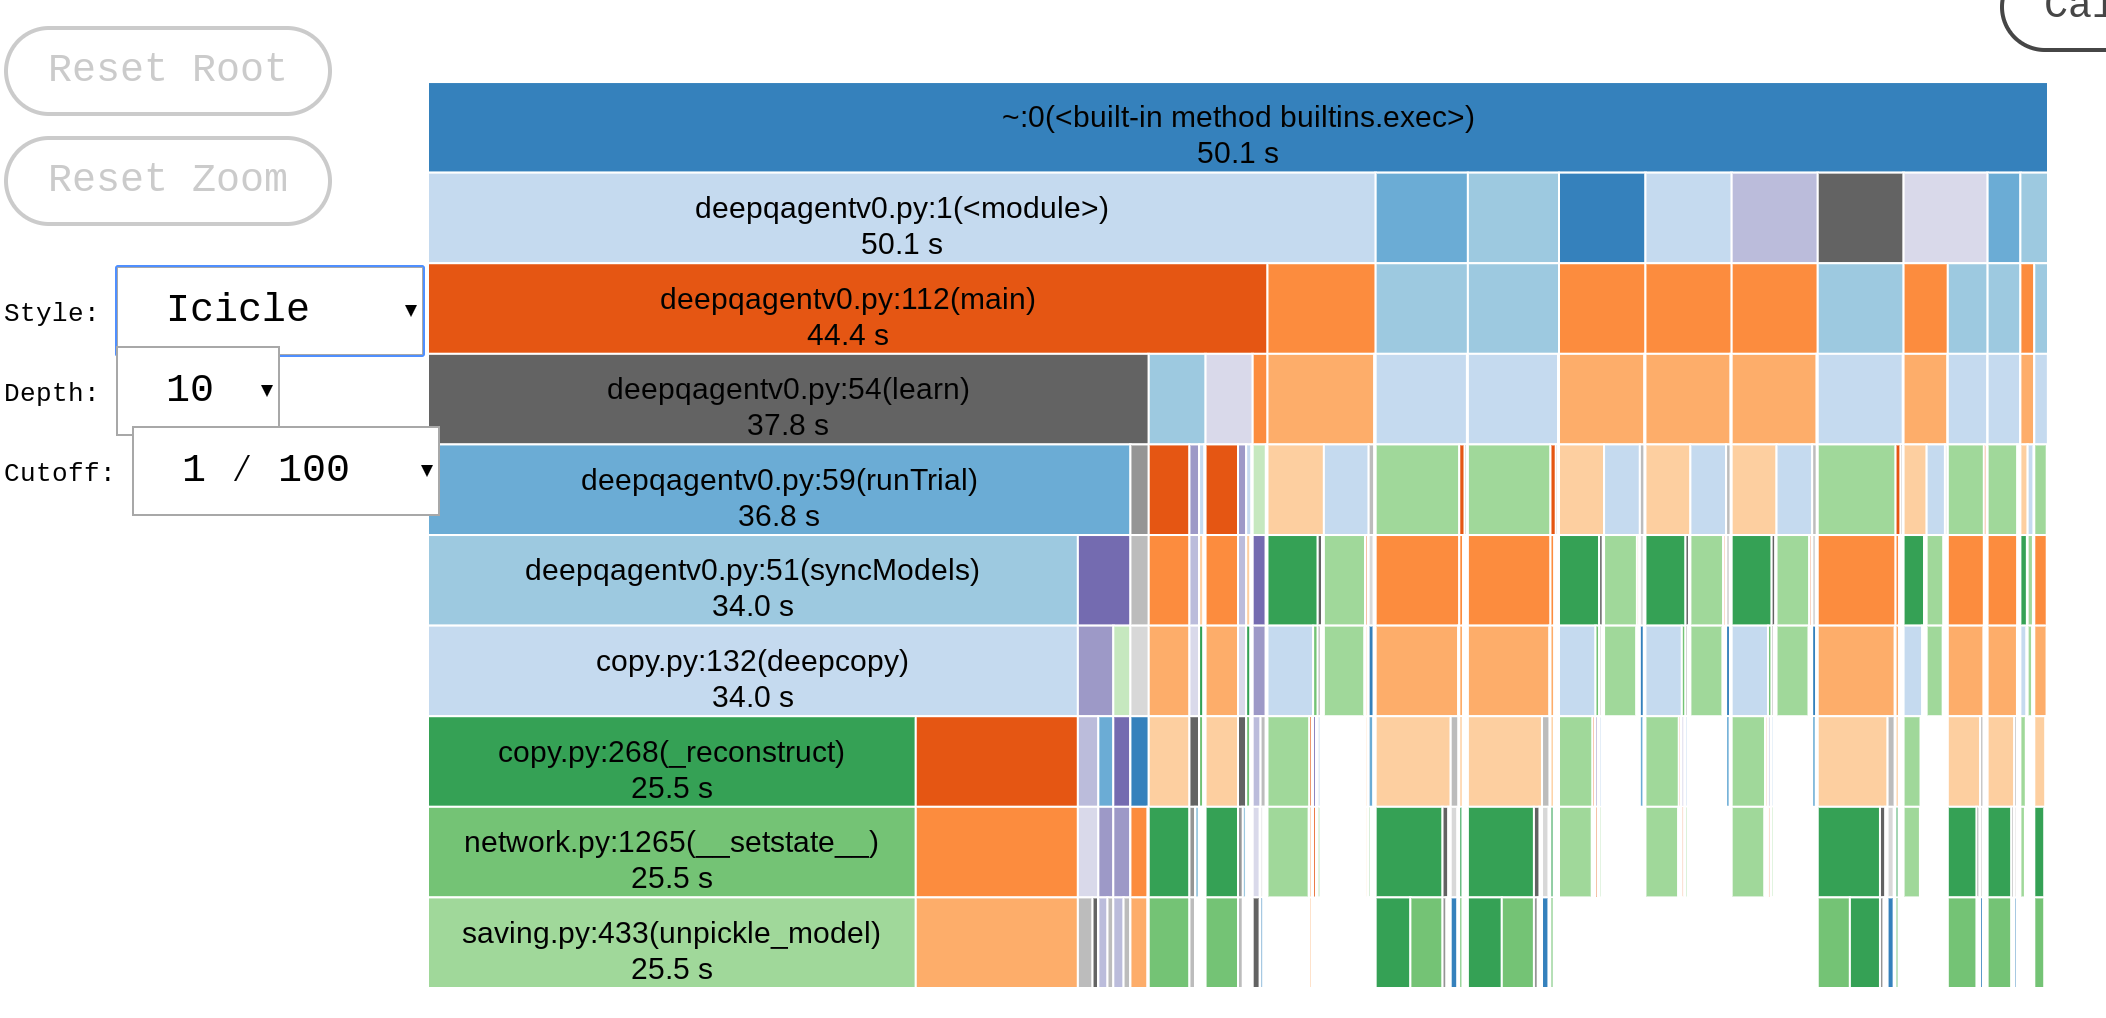 Reset Root
Reset Zoom
Style: Icicle ▼
Depth: 10 ▼
Cutoff: 1 / 100 ▼
~:0(<built-in method builtins.exec>)
50.1 s
deepqagentv0.py:1(<module>)
50.1 s
deepqagentv0.py:112(main)
44.4 s
deepqagentv0.py:54(learn)
37.8 s
deepqagentv0.py:59(runTrial)
36.8 s
deepqagentv0.py:51(syncModels)
34.0 s
copy.py:132(deepcopy)
34.0 s
copy.py:268(_reconstruct)
25.5 s
network.py:1265(__setstate__)
25.5 s
saving.py:433(unpickle_model)
25.5 s